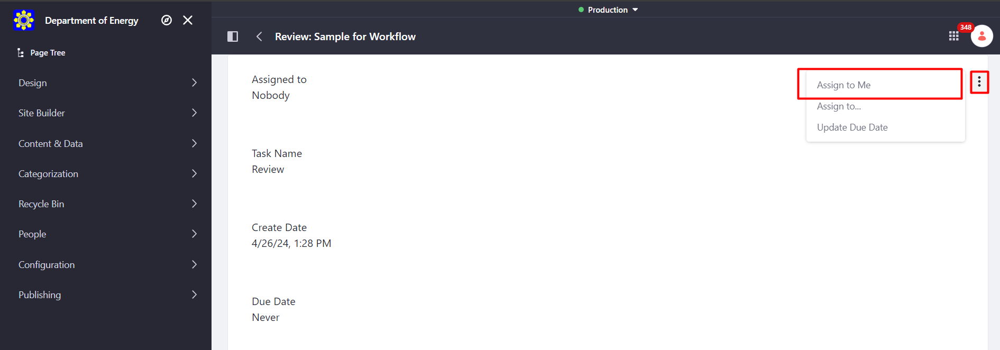 Department of Energy
Page Tree
Design
Site Builder
Content & Data
Categorization
Recycle Bin
People
Configuration
Publishing
Production
Review: Sample for Workflow
348
Assigned to
Nobody
Task Name
Review
Create Date
4/26/24, 1:28 PM
Due Date
Never
Assign to Me
Assign to...
Update Due Date